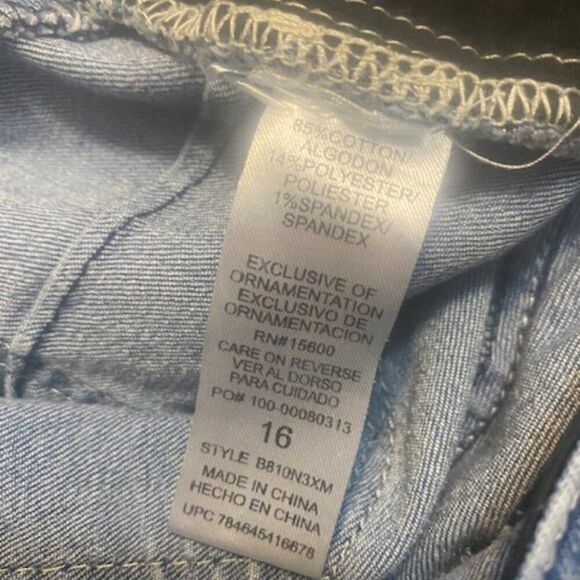 85%COTTON/
ALGODON
14%POLYESTER/
POLIESTER
1%SPANDEX/
SPANDEX
EXCLUSIVE OF
ORNAMENTATION
EXCLUSIVO DE
ORNAMENTACION
RN#15600
CARE ON REVERSE
VER AL DORSO
PARA CUIDADO
PO# 100-00080313
16
STYLE B810N3XM
MADE IN CHINA
HECHO EN CHINA
UPC 784645416678